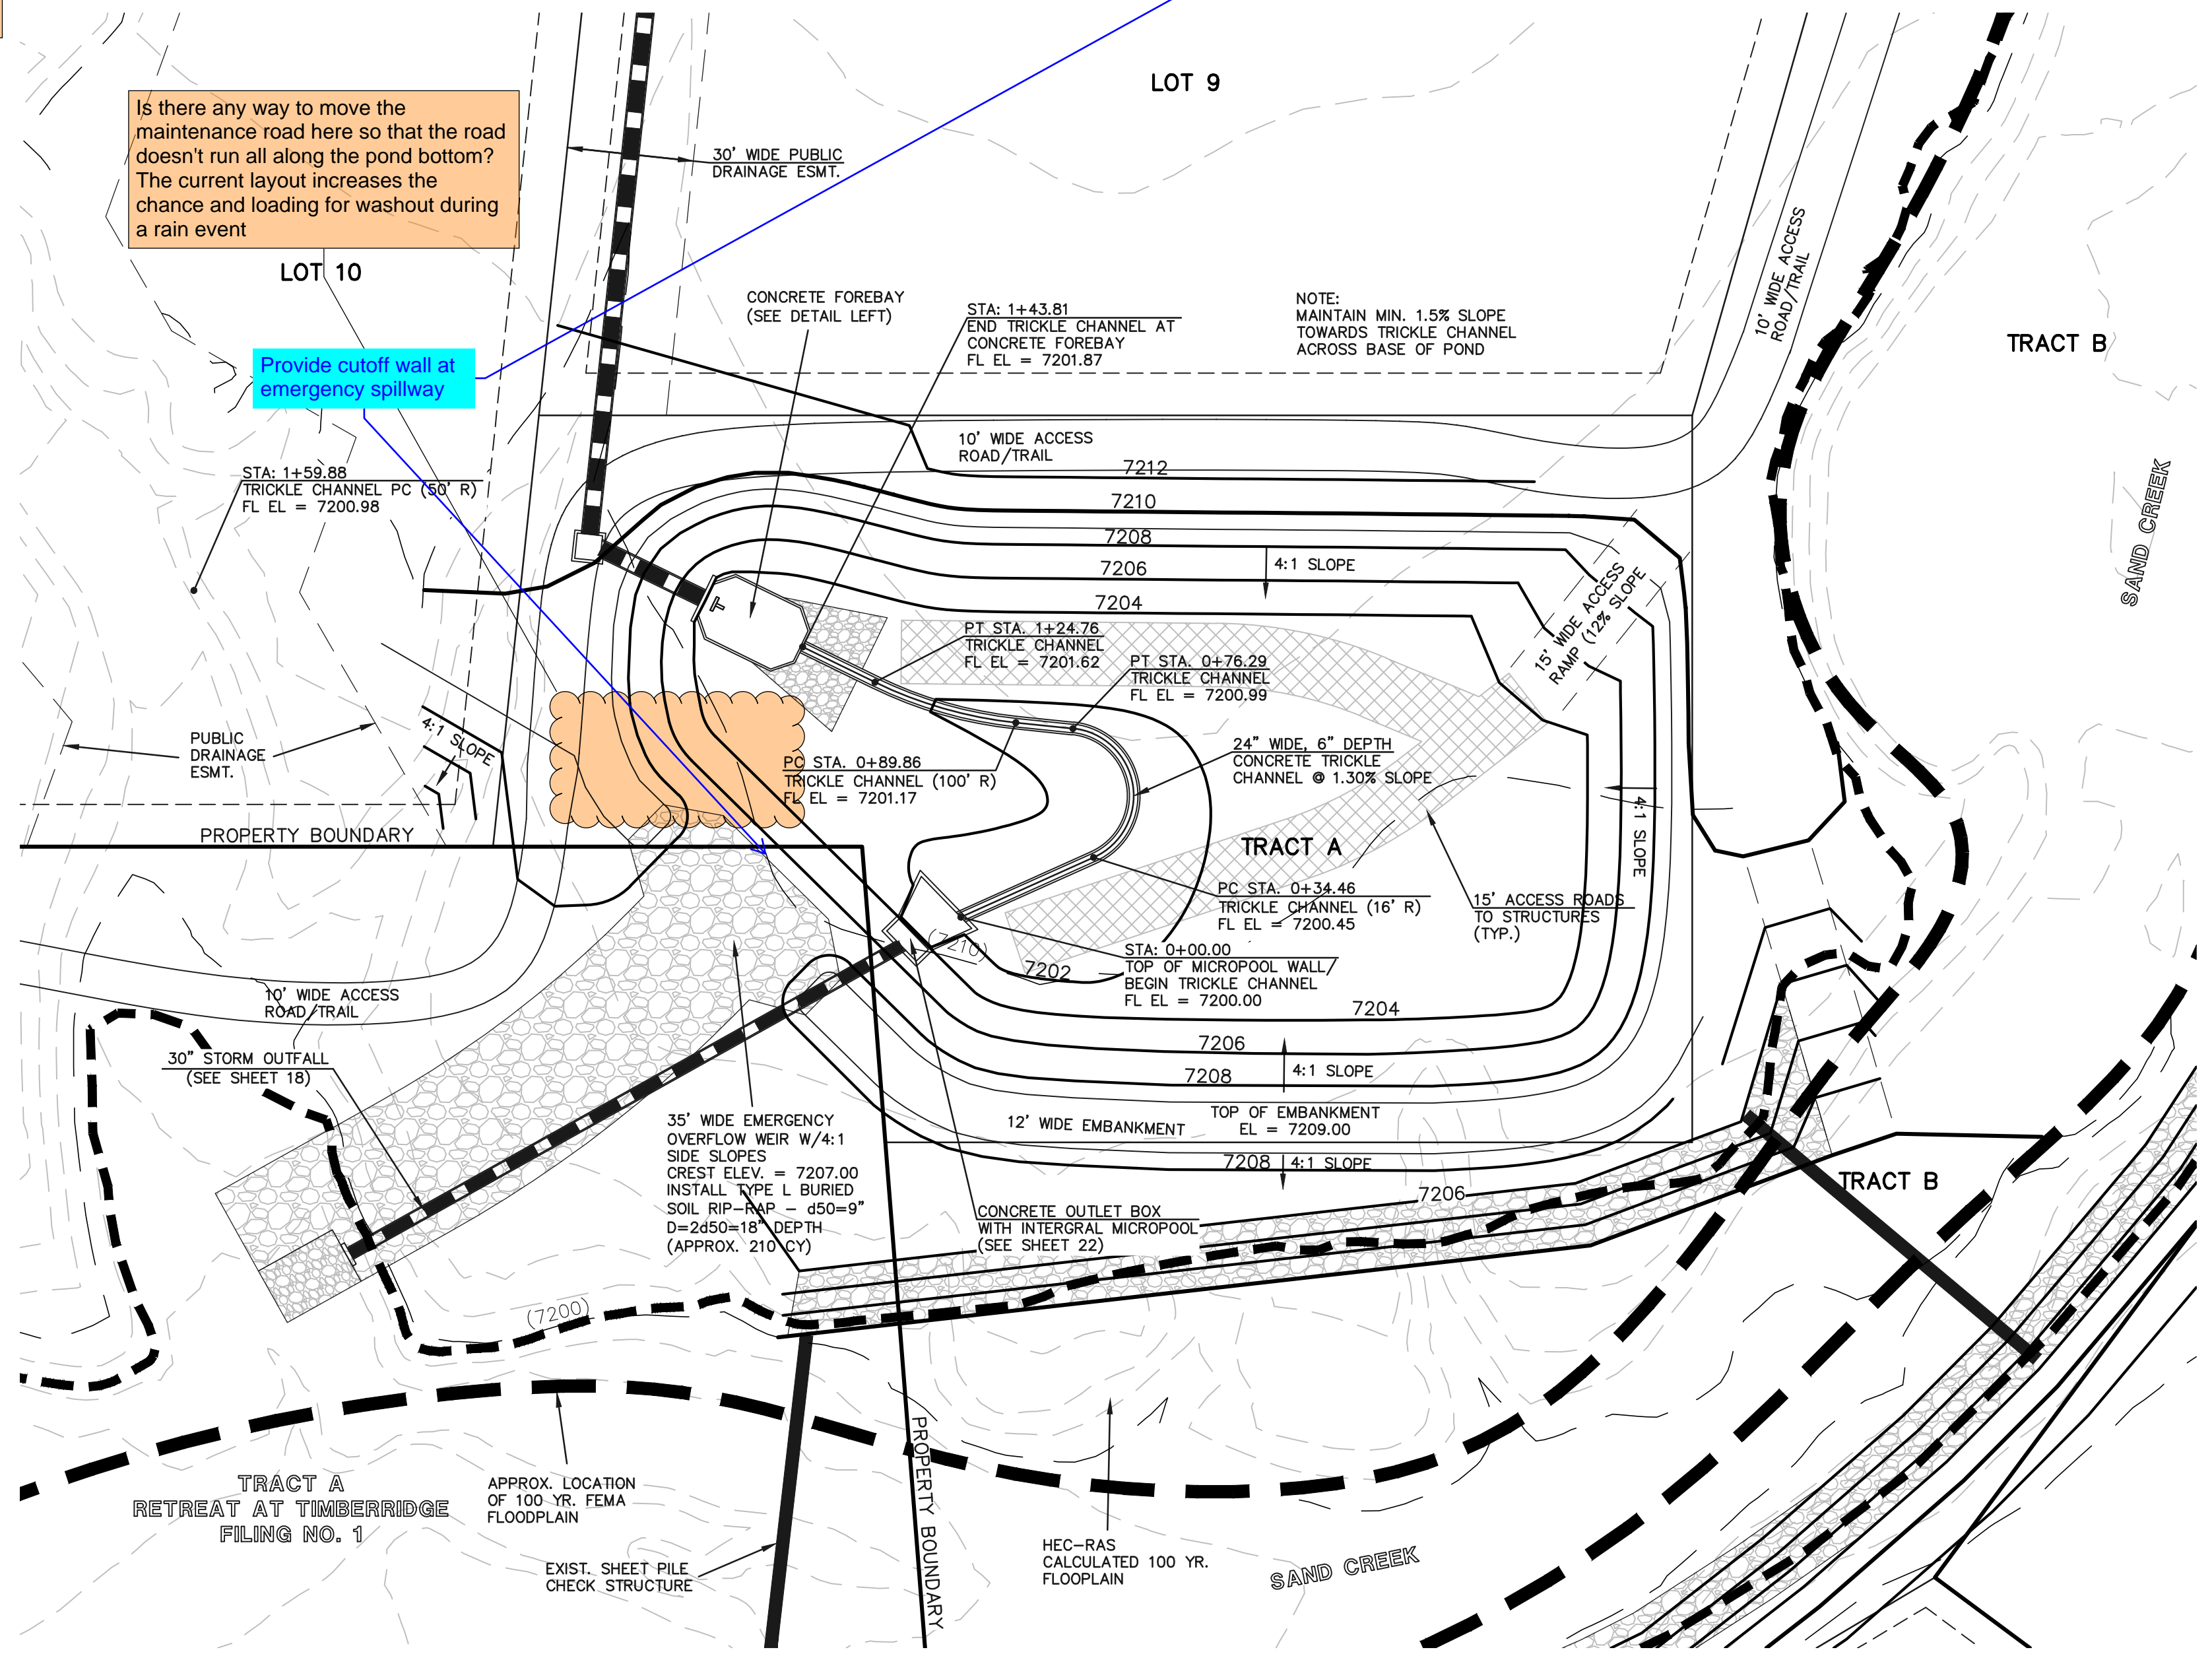 LOT 9
Is there any way to move the
maintenance road here so that the road
doesn't run all along the pond bottom?
The current layout increases the
chance and loading for washout during
a rain event
30' WIDE PUBLIC
DRAINAGE ESMT.
LOT 10
CONCRETE FOREBAY
(SEE DETAIL LEFT)
STA: 1+43.81
END TRICKLE CHANNEL AT
CONCRETE FOREBAY
FL EL = 7201.87
NOTE:
MAINTAIN MIN. 1.5% SLOPE
TOWARDS TRICKLE CHANNEL
ACROSS BASE OF POND
10' WIDE ACCESS
ROAD/TRAIL
TRACT B
Provide cutoff wall at
emergency spillway
10' WIDE ACCESS
ROAD/TRAIL
7212
STA: 1+59.88
TRICKLE CHANNEL PC (50' R)
FL EL = 7200.98
7210
7208
7206
7204
4:1 SLOPE
SAND CREEK
15' WIDE ACCESS
RAMP (12% SLOPE
PT STA. 1+24.76
TRICKLE CHANNEL
FL EL = 7201.62
PT STA. 0+76.29
TRICKLE CHANNEL
FL EL = 7200.99
4:1 SLOPE
PUBLIC
DRAINAGE
ESMT.
PC STA. 0+89.86
TRICKLE CHANNEL (100' R)
FL EL = 7201.17
24" WIDE, 6" DEPTH
CONCRETE TRICKLE
CHANNEL @ 1.30% SLOPE
4:1 SLOPE
PROPERTY BOUNDARY
TRACT A
PC STA. 0+34.46
TRICKLE CHANNEL (16' R)
FL EL = 7200.45
15' ACCESS ROADS
TO STRUCTURES
(TYP.)
(7210)
7202
STA: 0+00.00
TOP OF MICROPOOL WALL/
BEGIN TRICKLE CHANNEL
FL EL = 7200.00
10' WIDE ACCESS
ROAD/TRAIL
7204
30" STORM OUTFALL
(SEE SHEET 18)
7206
7208
4:1 SLOPE
35' WIDE EMERGENCY
OVERFLOW WEIR W/4:1
SIDE SLOPES
CREST ELEV. = 7207.00
INSTALL TYPE L BURIED
SOIL RIP-RAP - d50=9"
D=2d50=18" DEPTH
(APPROX. 210 CY)
12' WIDE EMBANKMENT
TOP OF EMBANKMENT
EL = 7209.00
7208
4:1 SLOPE
7206
TRACT B
CONCRETE OUTLET BOX
WITH INTERGRAL MICROPOOL
(SEE SHEET 22)
(7200)
PROPERTY BOUNDARY
TRACT A
RETREAT AT TIMBERRIDGE
FILING NO. 1
APPROX. LOCATION
OF 100 YR. FEMA
FLOODPLAIN
EXIST. SHEET PILE
CHECK STRUCTURE
HEC-RAS
CALCULATED 100 YR.
FLOOPLAIN
SAND CREEK